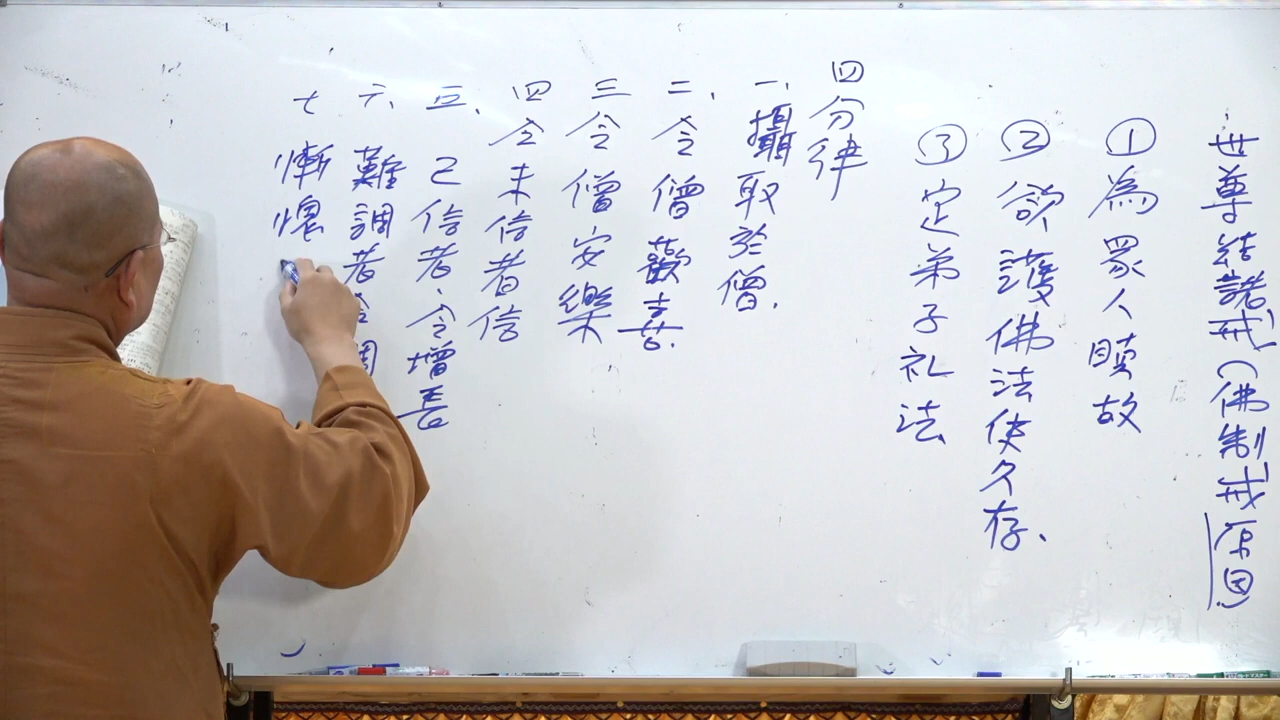 世尊結諸戒(佛制戒原因)
①為眾人瞋故
②欲護佛法使久存.
③定弟子礼法
四分律
一.攝取於僧.
二、令僧歡喜.
三令僧安樂
四令未信者信
五、已信者、令增長
六、難調者令調
七慚愧